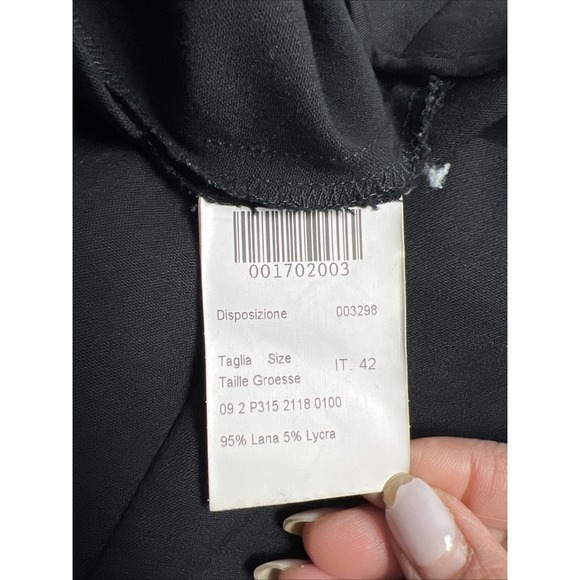 001702003
Disposizione 003298
Taglia Size
Taille Groesse IT. 42
09 2 P315 2118 0100
95% Lana 5% Lycra